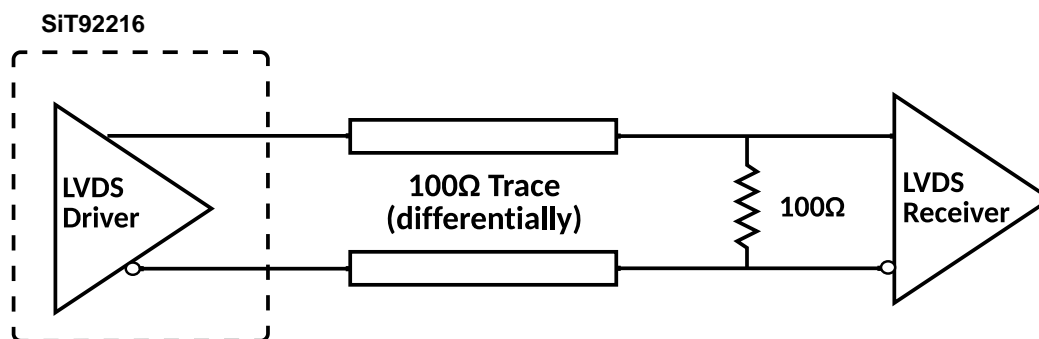 SiT92216
LVDS
Driver
100Ω Trace
(differentially)
100Ω
LVDS
Receiver